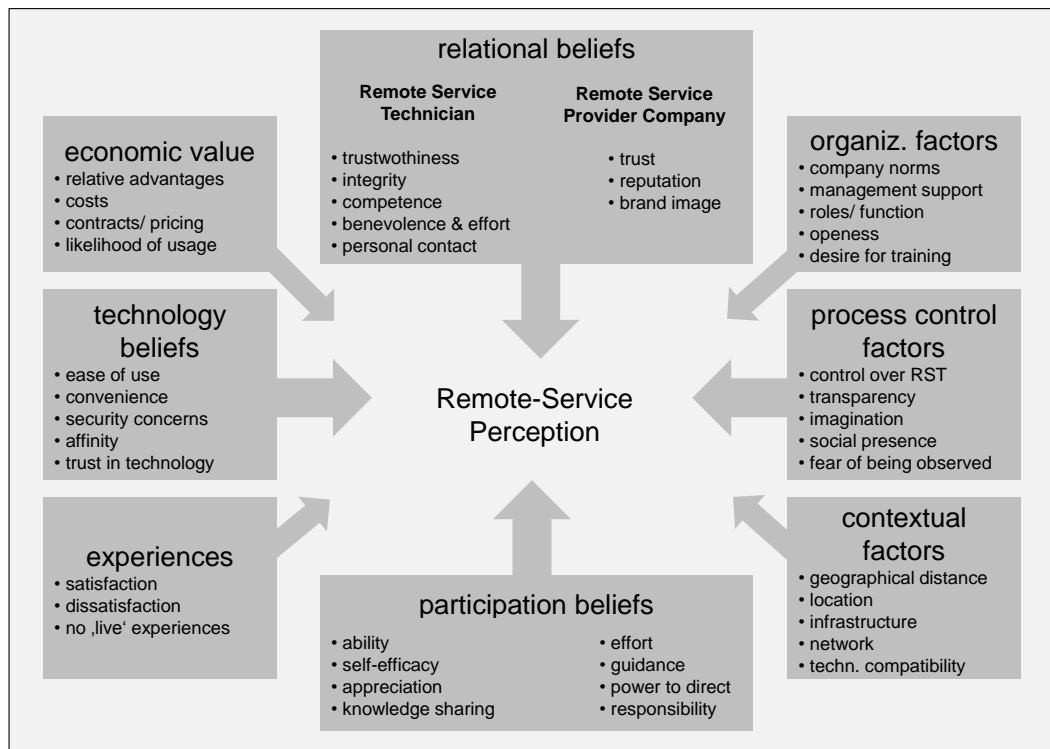 relational beliefs
Remote Service
Technician
• trustwothiness
• integrity
• competence
• benevolence & effort
• personal contact
Remote Service
Provider Company
• trust
• reputation
• brand image
economic value
• relative advantages
• costs
• contracts/ pricing
• likelihood of usage
organiz. factors
• company norms
• management support
• roles/ function
• openess
• desire for training
technology
beliefs
• ease of use
• convenience
• security concerns
• affinity
• trust in technology
Remote-Service
Perception
process control
factors
• control over RST
• transparency
• imagination
• social presence
• fear of being observed
experiences
• satisfaction
• dissatisfaction
• no ‚live‘ experiences
participation beliefs
• ability
• self-efficacy
• appreciation
• knowledge sharing
• effort
• guidance
• power to direct
• responsibility
contextual
factors
• geographical distance
• location
• infrastructure
• network
• techn. compatibility